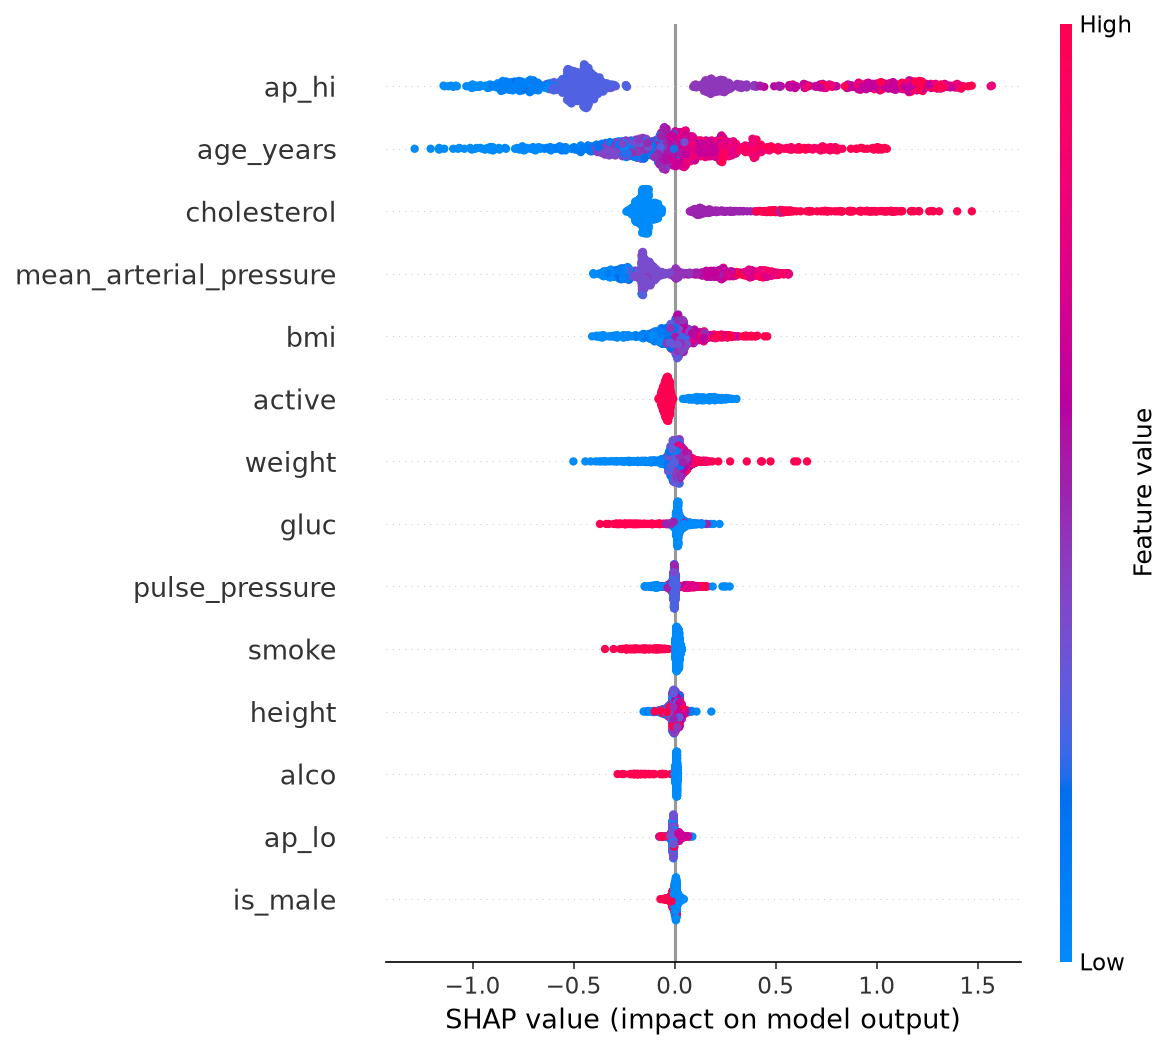 High
ap_hi
age_years
cholesterol
mean_arterial_pressure
bmi
active
weight
gluc
pulse_pressure
smoke
height
alco
ap_lo
is_male
Feature value
Low
−1.0 −0.5 0.0 0.5 1.0 1.5
SHAP value (impact on model output)